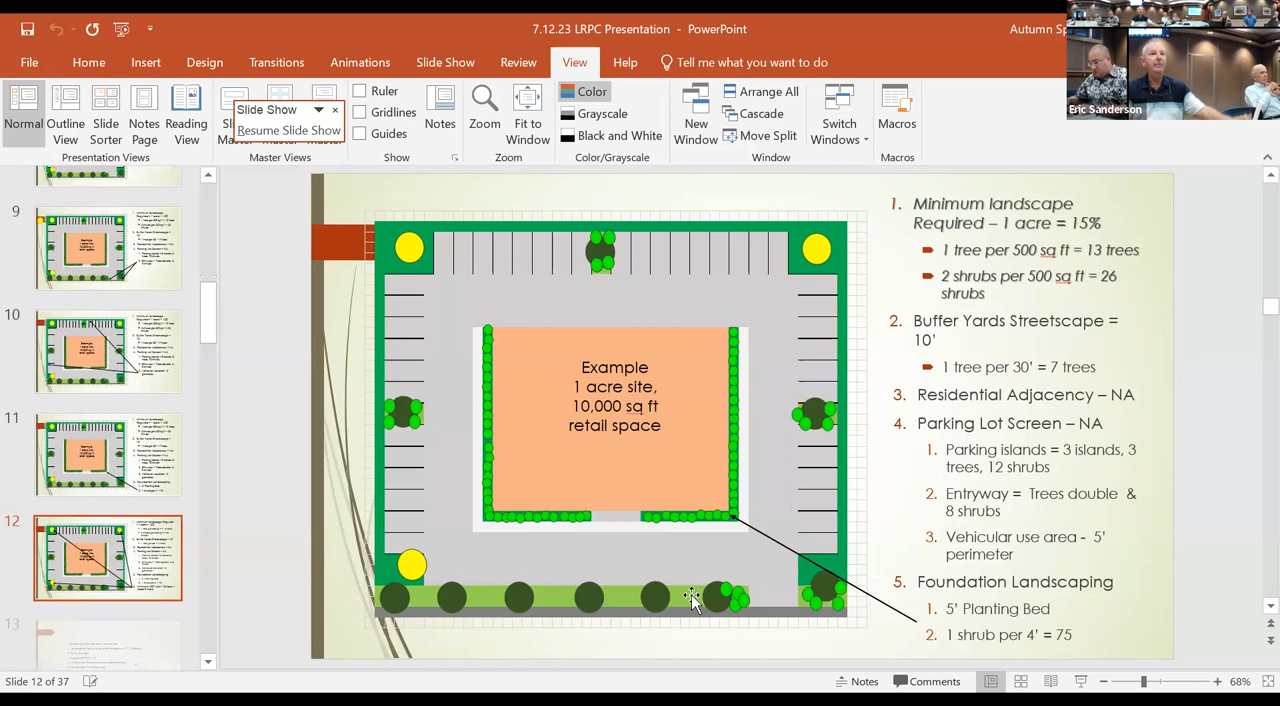 7.12.23 LRPC Presentation - PowerPoint
Autumn Sp
File Home Insert Design Transitions Animations Slide Show Review View Help Tell me what you want to do
Normal
Outline View
Slide Sorter
Notes Page
Reading View
Slide Show
Resume Slide Show
Presentation Views
Master Views
Ruler
Gridlines
Guides
Show
Notes
Zoom
Fit to Window
Zoom
Color
Grayscale
Black and White
Color/Grayscale
New Window
Arrange All
Cascade
Move Split
Window
Switch Windows
Macros
Macros
Eric Sanderson
9
10
11
12
13
Example
1 acre site,
10,000 sq ft
retail space
1. Minimum landscape
Required – 1 acre = 15%
1 tree per 500 sq ft = 13 trees
2 shrubs per 500 sq ft = 26
shrubs
2. Buffer Yards Streetscape =
10'
1 tree per 30' = 7 trees
3. Residential Adjacency – NA
4. Parking Lot Screen – NA
1. Parking islands = 3 islands, 3
trees, 12 shrubs
2. Entryway = Trees double &
8 shrubs
3. Vehicular use area - 5'
perimeter
5. Foundation Landscaping
1. 5' Planting Bed
2. 1 shrub per 4' = 75
Slide 12 of 37
Notes
Comments
68%